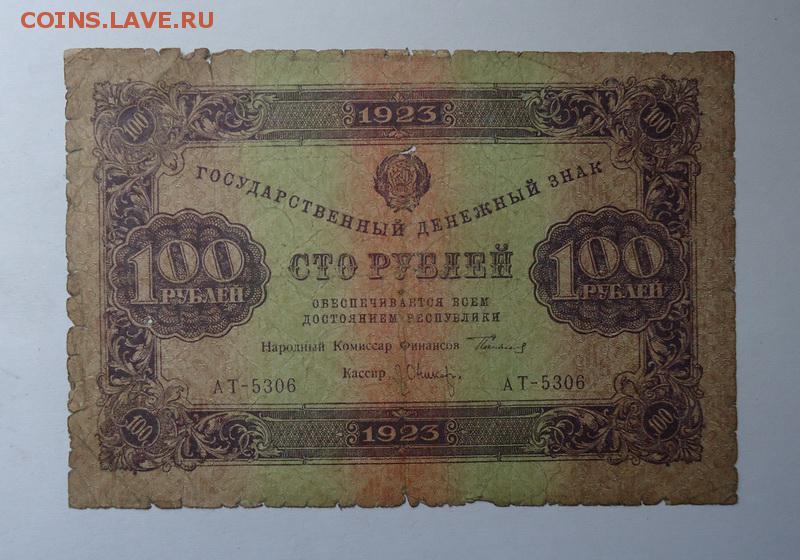 COINS.LAVE.RU
1923
100 100
ГОСУДАРСТВЕННЫЙ ДЕНЕЖНЫЙ ЗНАК
СТО РУБЛЕЙ
100 РУБЛЕЙ
100 РУБЛЕЙ
ОБЕСПЕЧИВАЕТСЯ ВСЕМ
ДОСТОЯНИЕМ РЕСПУБЛИКИ
Народный Комиссар Финансов
Кассир
АТ-5306 АТ-5306
100 100
1923